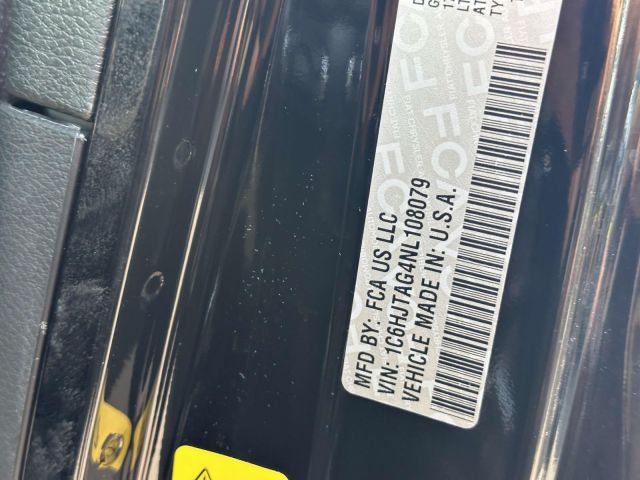 MFD BY: FCA US LLC
VIN: 1C6HJTAG4NL108079
VEHICLE MADE IN: U.S.A.